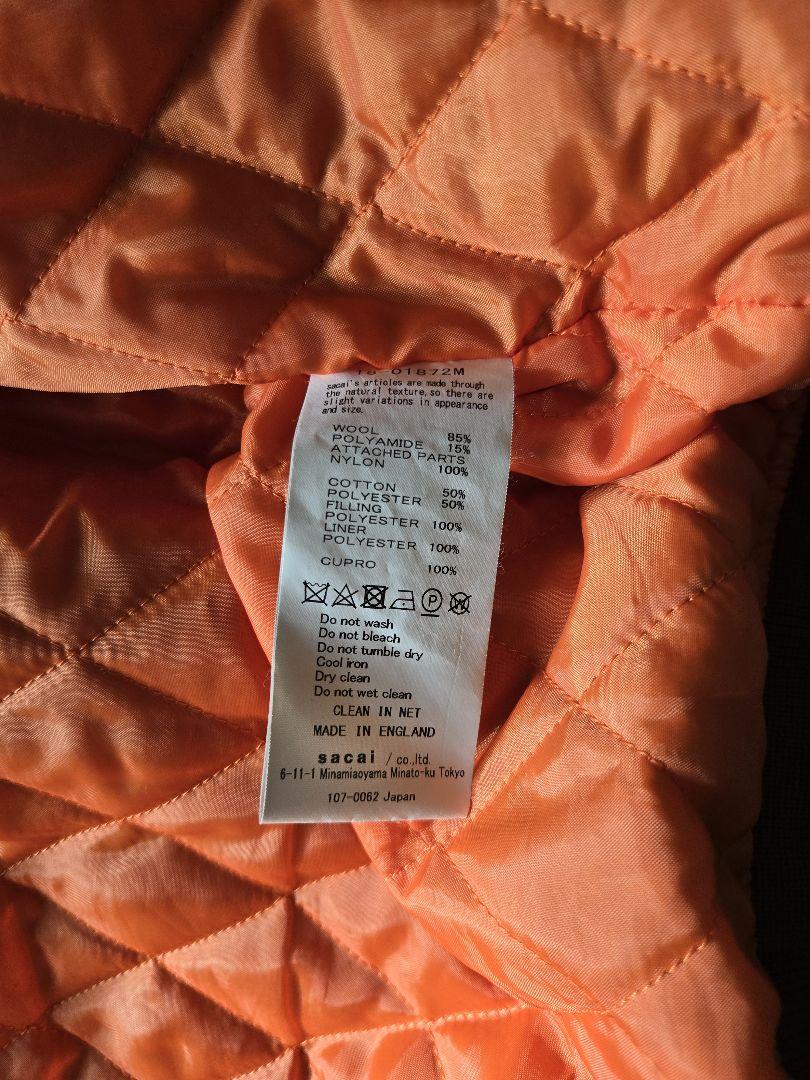 18-01872M
sacai's articles are made through
the natural texture, so there are
slight variations in appearance
and size.
WOOL 85%
POLYAMIDE 15%
ATTACHED PARTS
NYLON 100%
COTTON 50%
POLYESTER 50%
FILLING
POLYESTER 100%
LINER
POLYESTER 100%
CUPRO 100%
P
W
Do not wash
Do not bleach
Do not tumble dry
Cool iron
Dry clean
Do not wet clean
CLEAN IN NET
MADE IN ENGLAND
sacai / co.,ltd.
6-11-1 Minamiaoyama Minato-ku Tokyo
107-0062 Japan